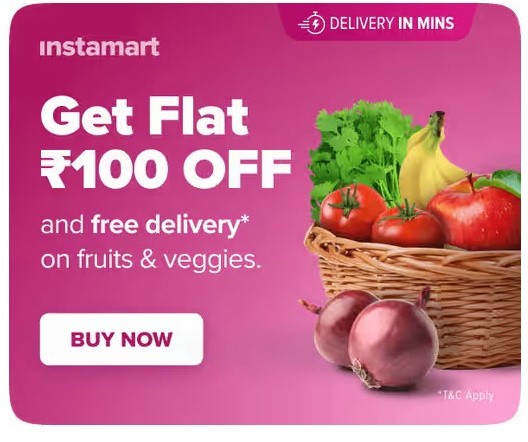 instamart
DELIVERY IN MINS
Get Flat
₹100 OFF
and free delivery*
on fruits & veggies.
BUY NOW
*T&C Apply